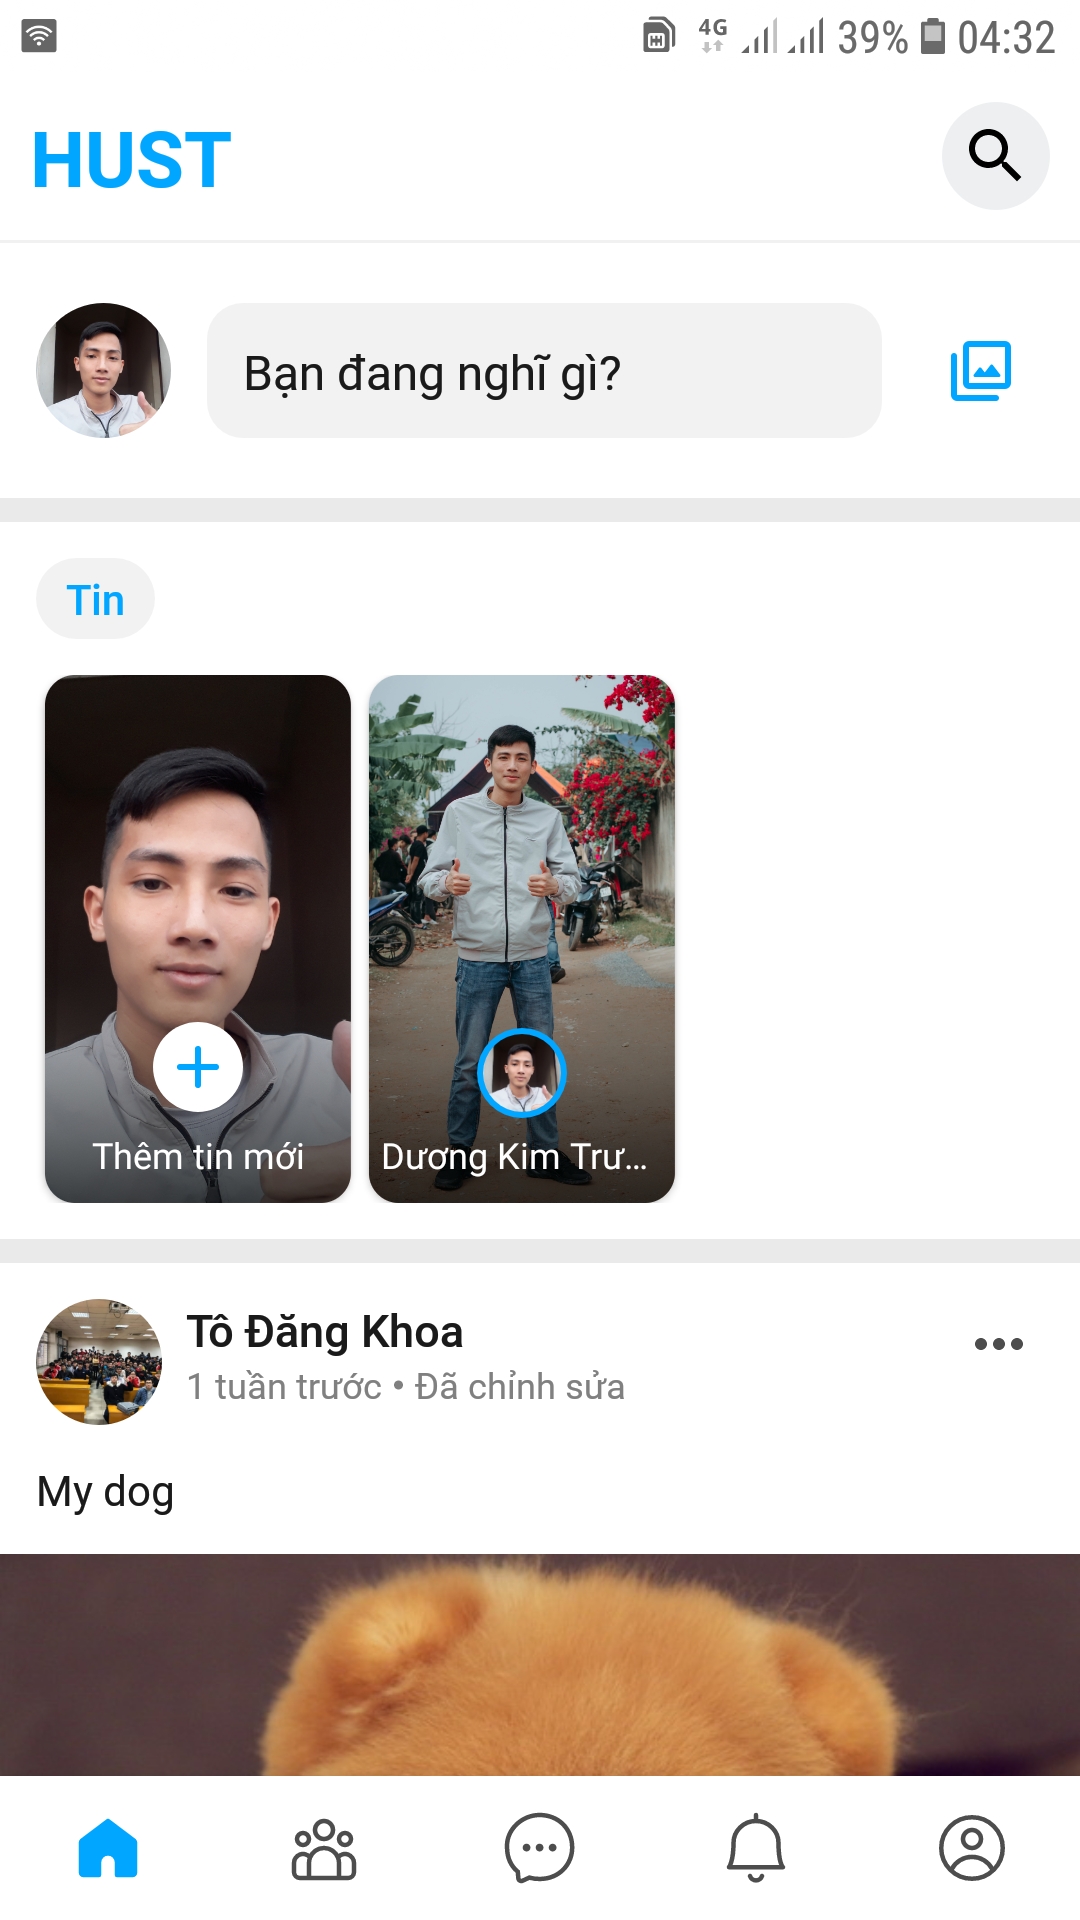 4G 39% 04:32
HUST
Bạn đang nghĩ gì?
Tin
Thêm tin mới
Dương Kim Trư...
Tô Đăng Khoa
1 tuần trước • Đã chỉnh sửa
My dog